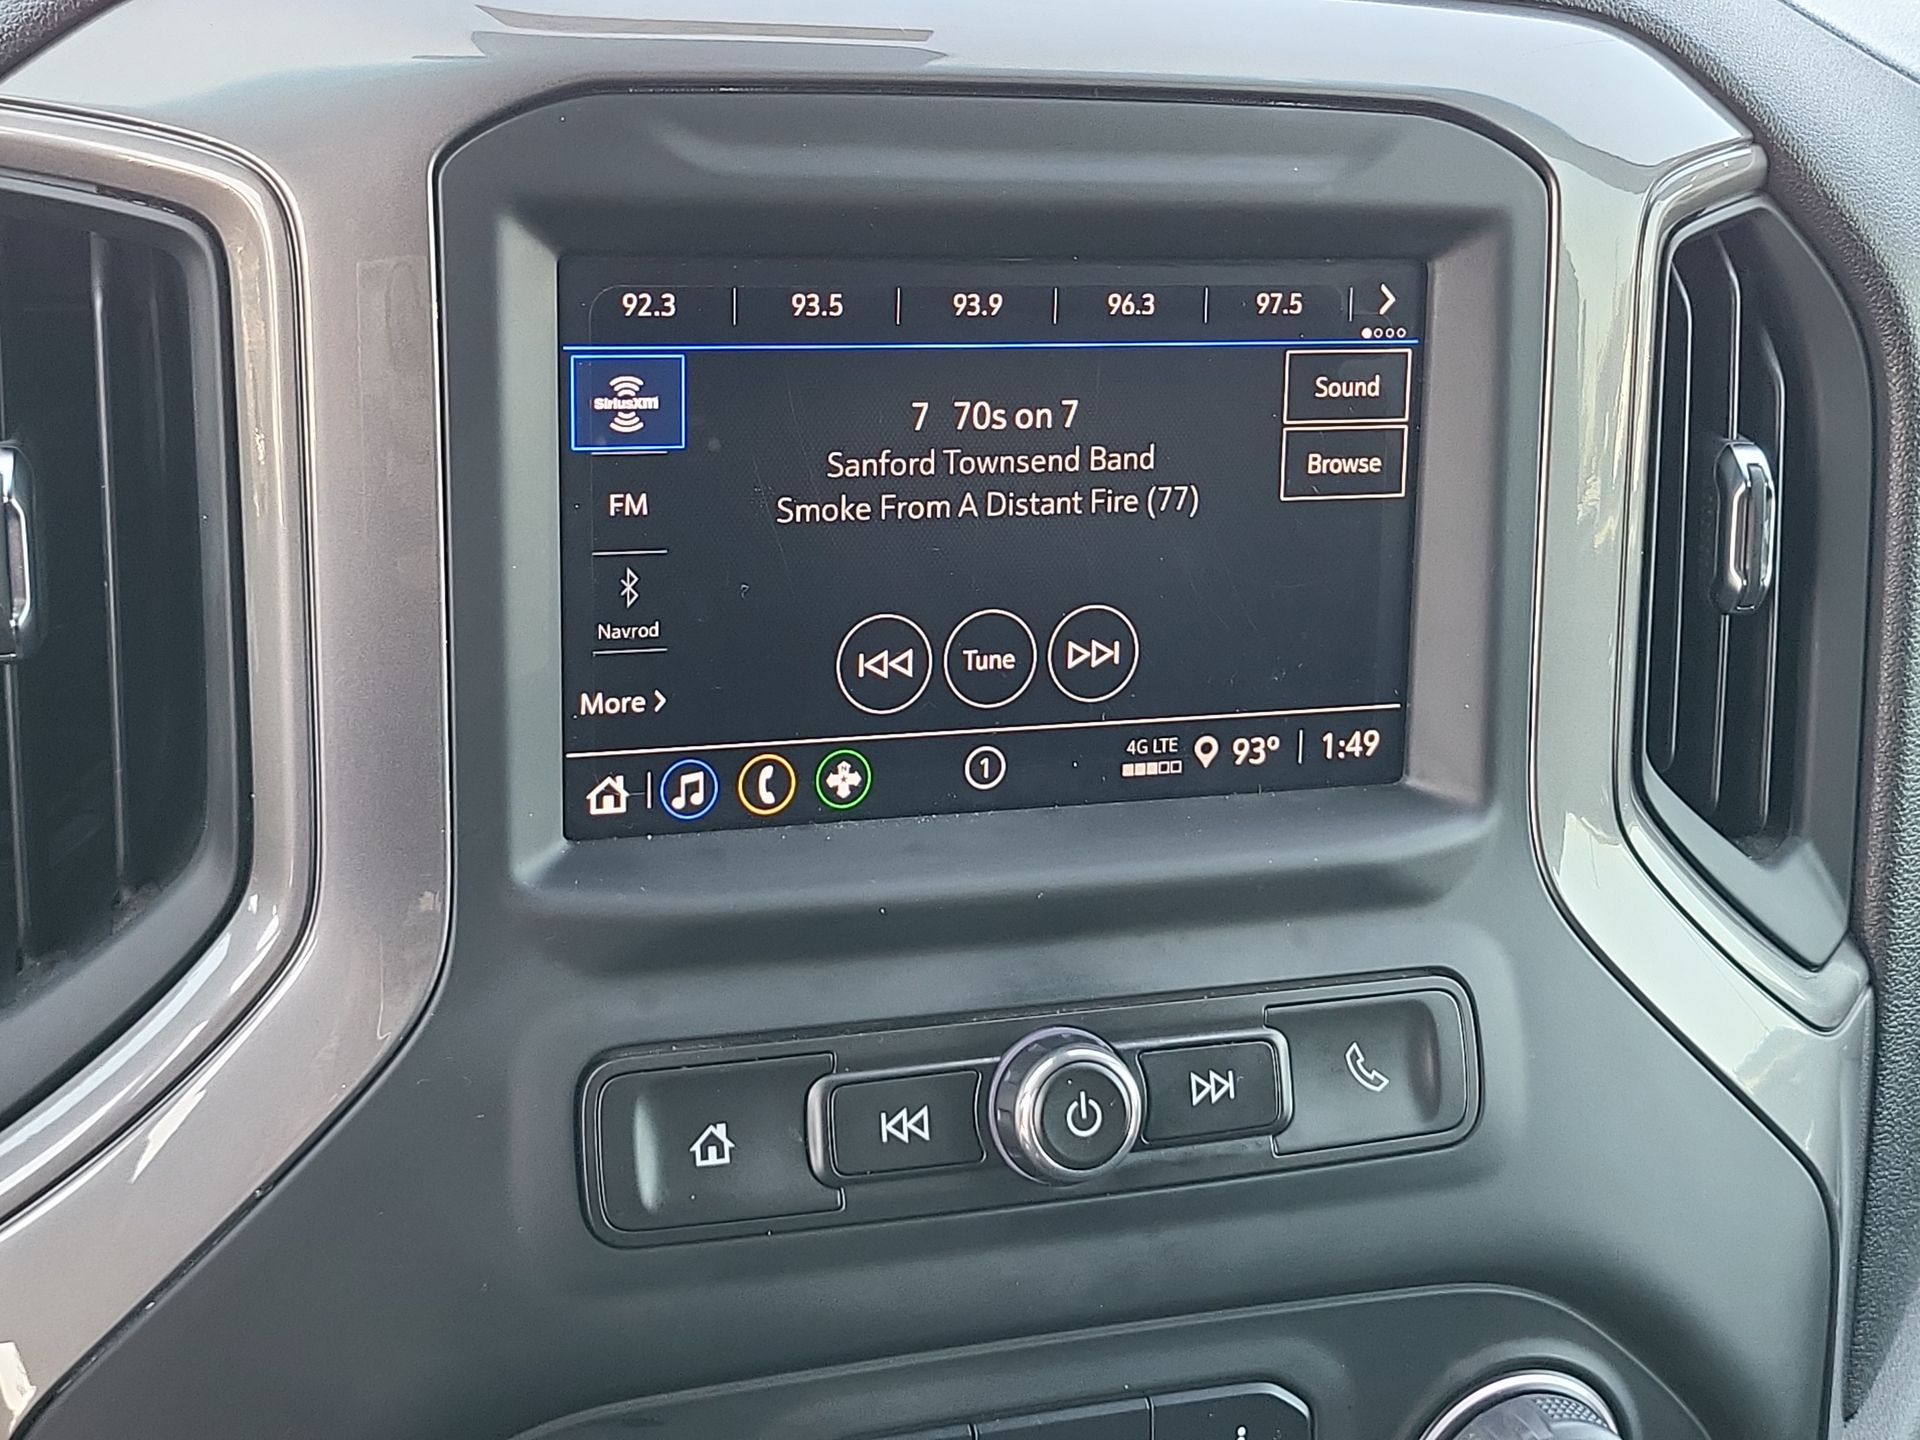 92.3 93.5 93.9 96.3 97.5
SiriusXM
7 70s on 7
Sound
Sanford Townsend Band
Browse
Smoke From A Distant Fire (77)
FM
Navrod
Tune
More
4G LTE 93° 1:49
1
N